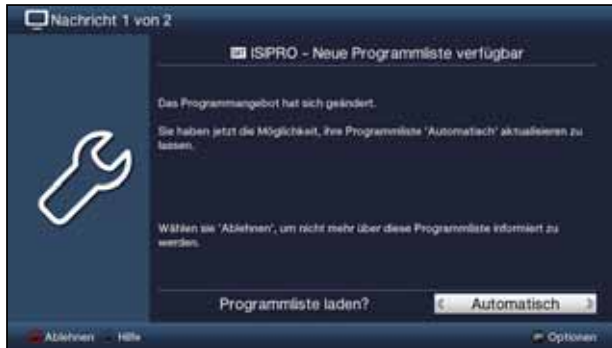 Nachricht 1 von 2
ISIPRO - Neue Programmliste verfügbar
Das Programmangebot hat sich geändert.
Sie haben jetzt die Möglichkeit, ihre Programmliste 'Automatisch' aktualisieren zu
lassen.
Wählen sie 'Ablehnen', um nicht mehr über diese Programmliste informiert zu
werden.
Programmliste laden?
Automatisch
Ablehnen
Hilfe
Optionen